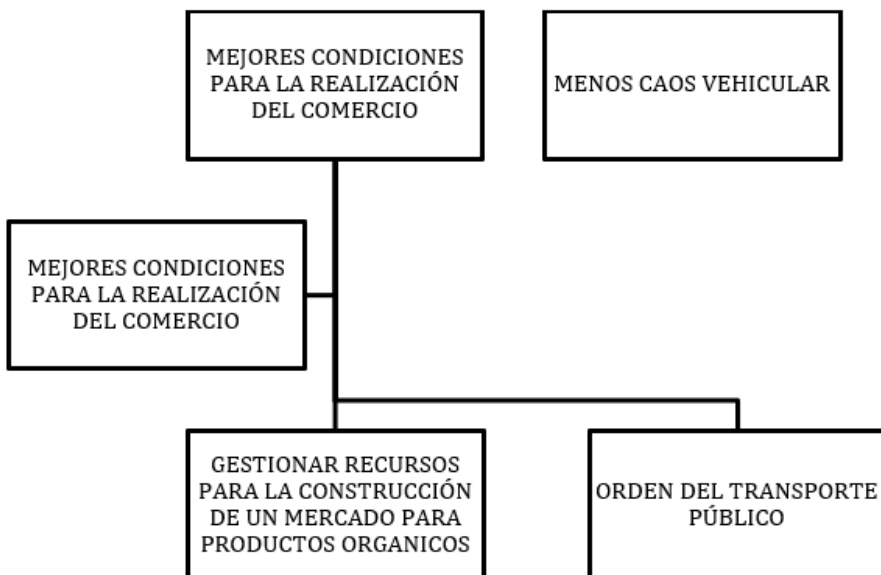 MEJORES CONDICIONES
PARA LA REALIZACIÓN
DEL COMERCIO
MENOS CAOS VEHICULAR
MEJORES CONDICIONES
PARA LA REALIZACIÓN
DEL COMERCIO
GESTIONAR RECURSOS
PARA LA CONSTRUCCIÓN
DE UN MERCADO PARA
PRODUCTOS ORGANICOS
ORDEN DEL TRANSPORTE
PÚBLICO